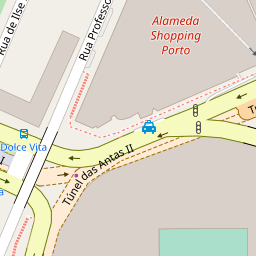 Alameda
Shopping
Porto
Rua de Ilse
Rua Professo
Dolce Vita
Túnel das Antas II